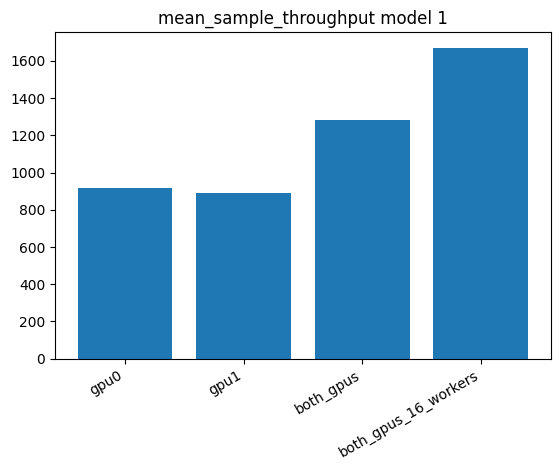 mean_sample_throughput model 1
1600
1400
1200
1000
800
600
400
200
0
gpu0
gpu1
both_gpus
both_gpus_16_workers